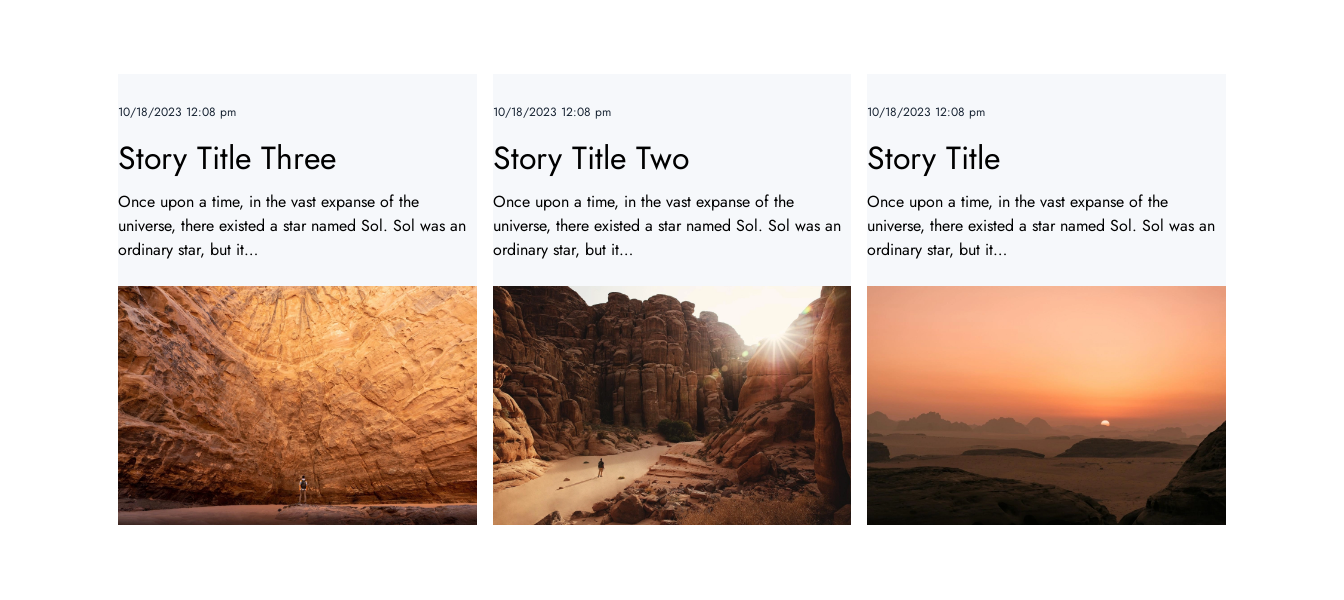 10/18/2023 12:08 pm
Story Title Three
Once upon a time, in the vast expanse of the
universe, there existed a star named Sol. Sol was an
ordinary star, but it...
10/18/2023 12:08 pm
Story Title Two
Once upon a time, in the vast expanse of the
universe, there existed a star named Sol. Sol was an
ordinary star, but it...
10/18/2023 12:08 pm
Story Title
Once upon a time, in the vast expanse of the
universe, there existed a star named Sol. Sol was an
ordinary star, but it...